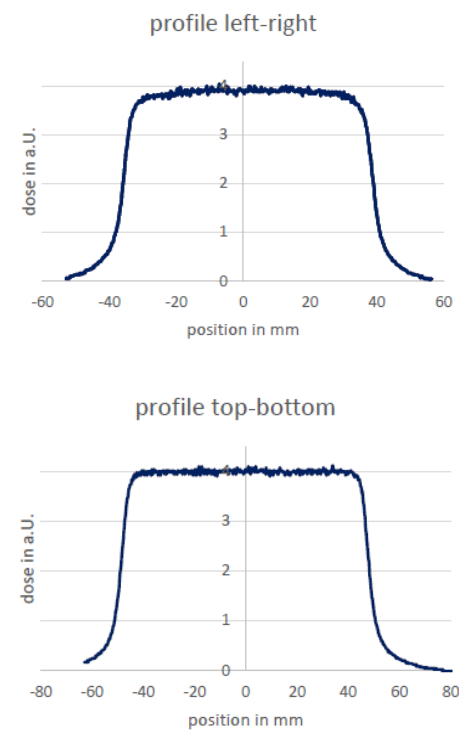 profile left-right
4
3
2
1
0
dose in a.U.
-60 -40 -20 0 20 40 60
position in mm
profile top-bottom
4
3
2
1
0
dose in a.U.
-80 -60 -40 -20 0 20 40 60 80
position in mm